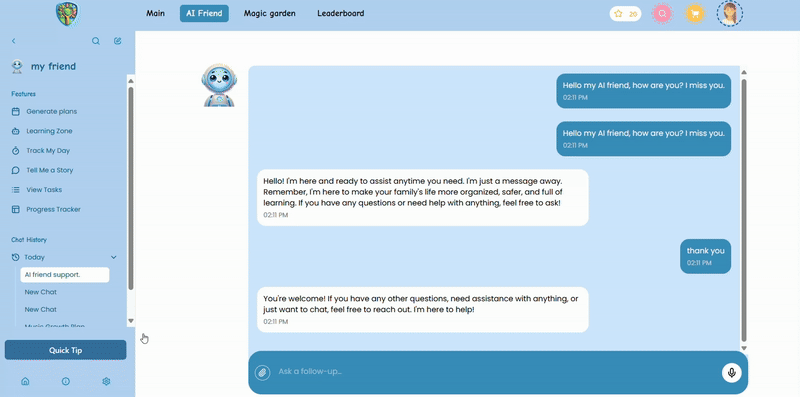 Main
AI Friend
Magic garden
Leaderboard
20
my friend
Features
Generate plans
Learning Zone
Track My Day
Tell Me a Story
View Tasks
Progress Tracker
Chat History
Today
AI friend support.
New Chat
New Chat
Music Growth Plan
Quick Tip
Hello my AI friend, how are you? I miss you.
02:11 PM
Hello my AI friend, how are you? I miss you.
02:11 PM
Hello! I'm here and ready to assist anytime you need. I'm just a message away.
Remember, I'm here to make your family's life more organized, safer, and full of
learning. If you have any questions or need help with anything, feel free to ask!
02:11 PM
thank you
02:11 PM
You're welcome! If you have any other questions, need assistance with anything, or
just want to chat, feel free to reach out. I'm here to help!
02:11 PM
Ask a follow-up...